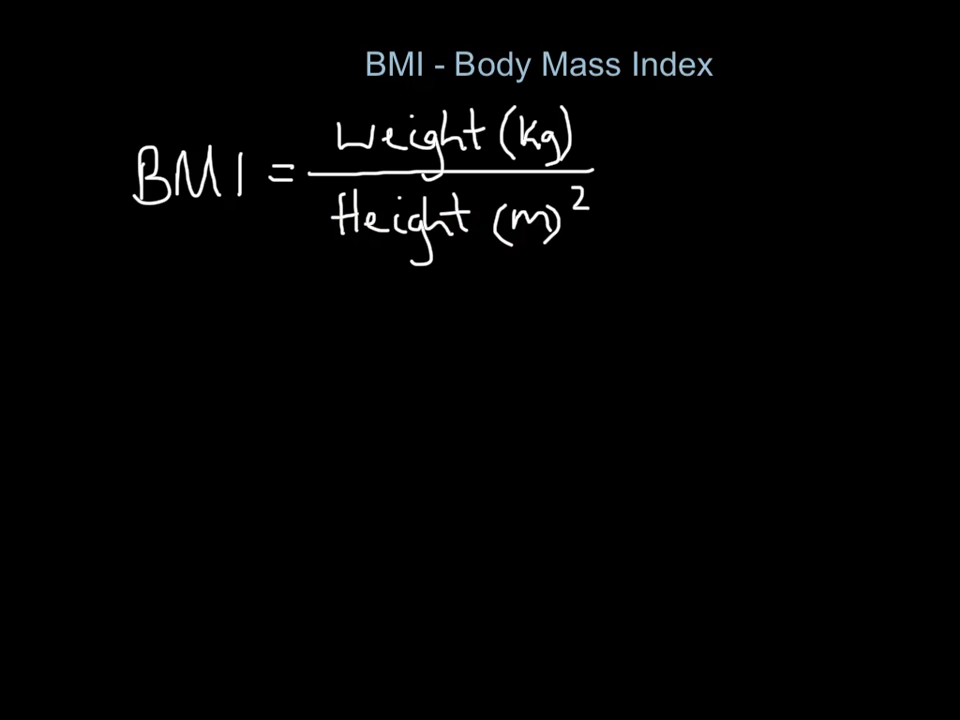 BMI - Body Mass Index
Weight (kg)
BMI =
Height (m)²